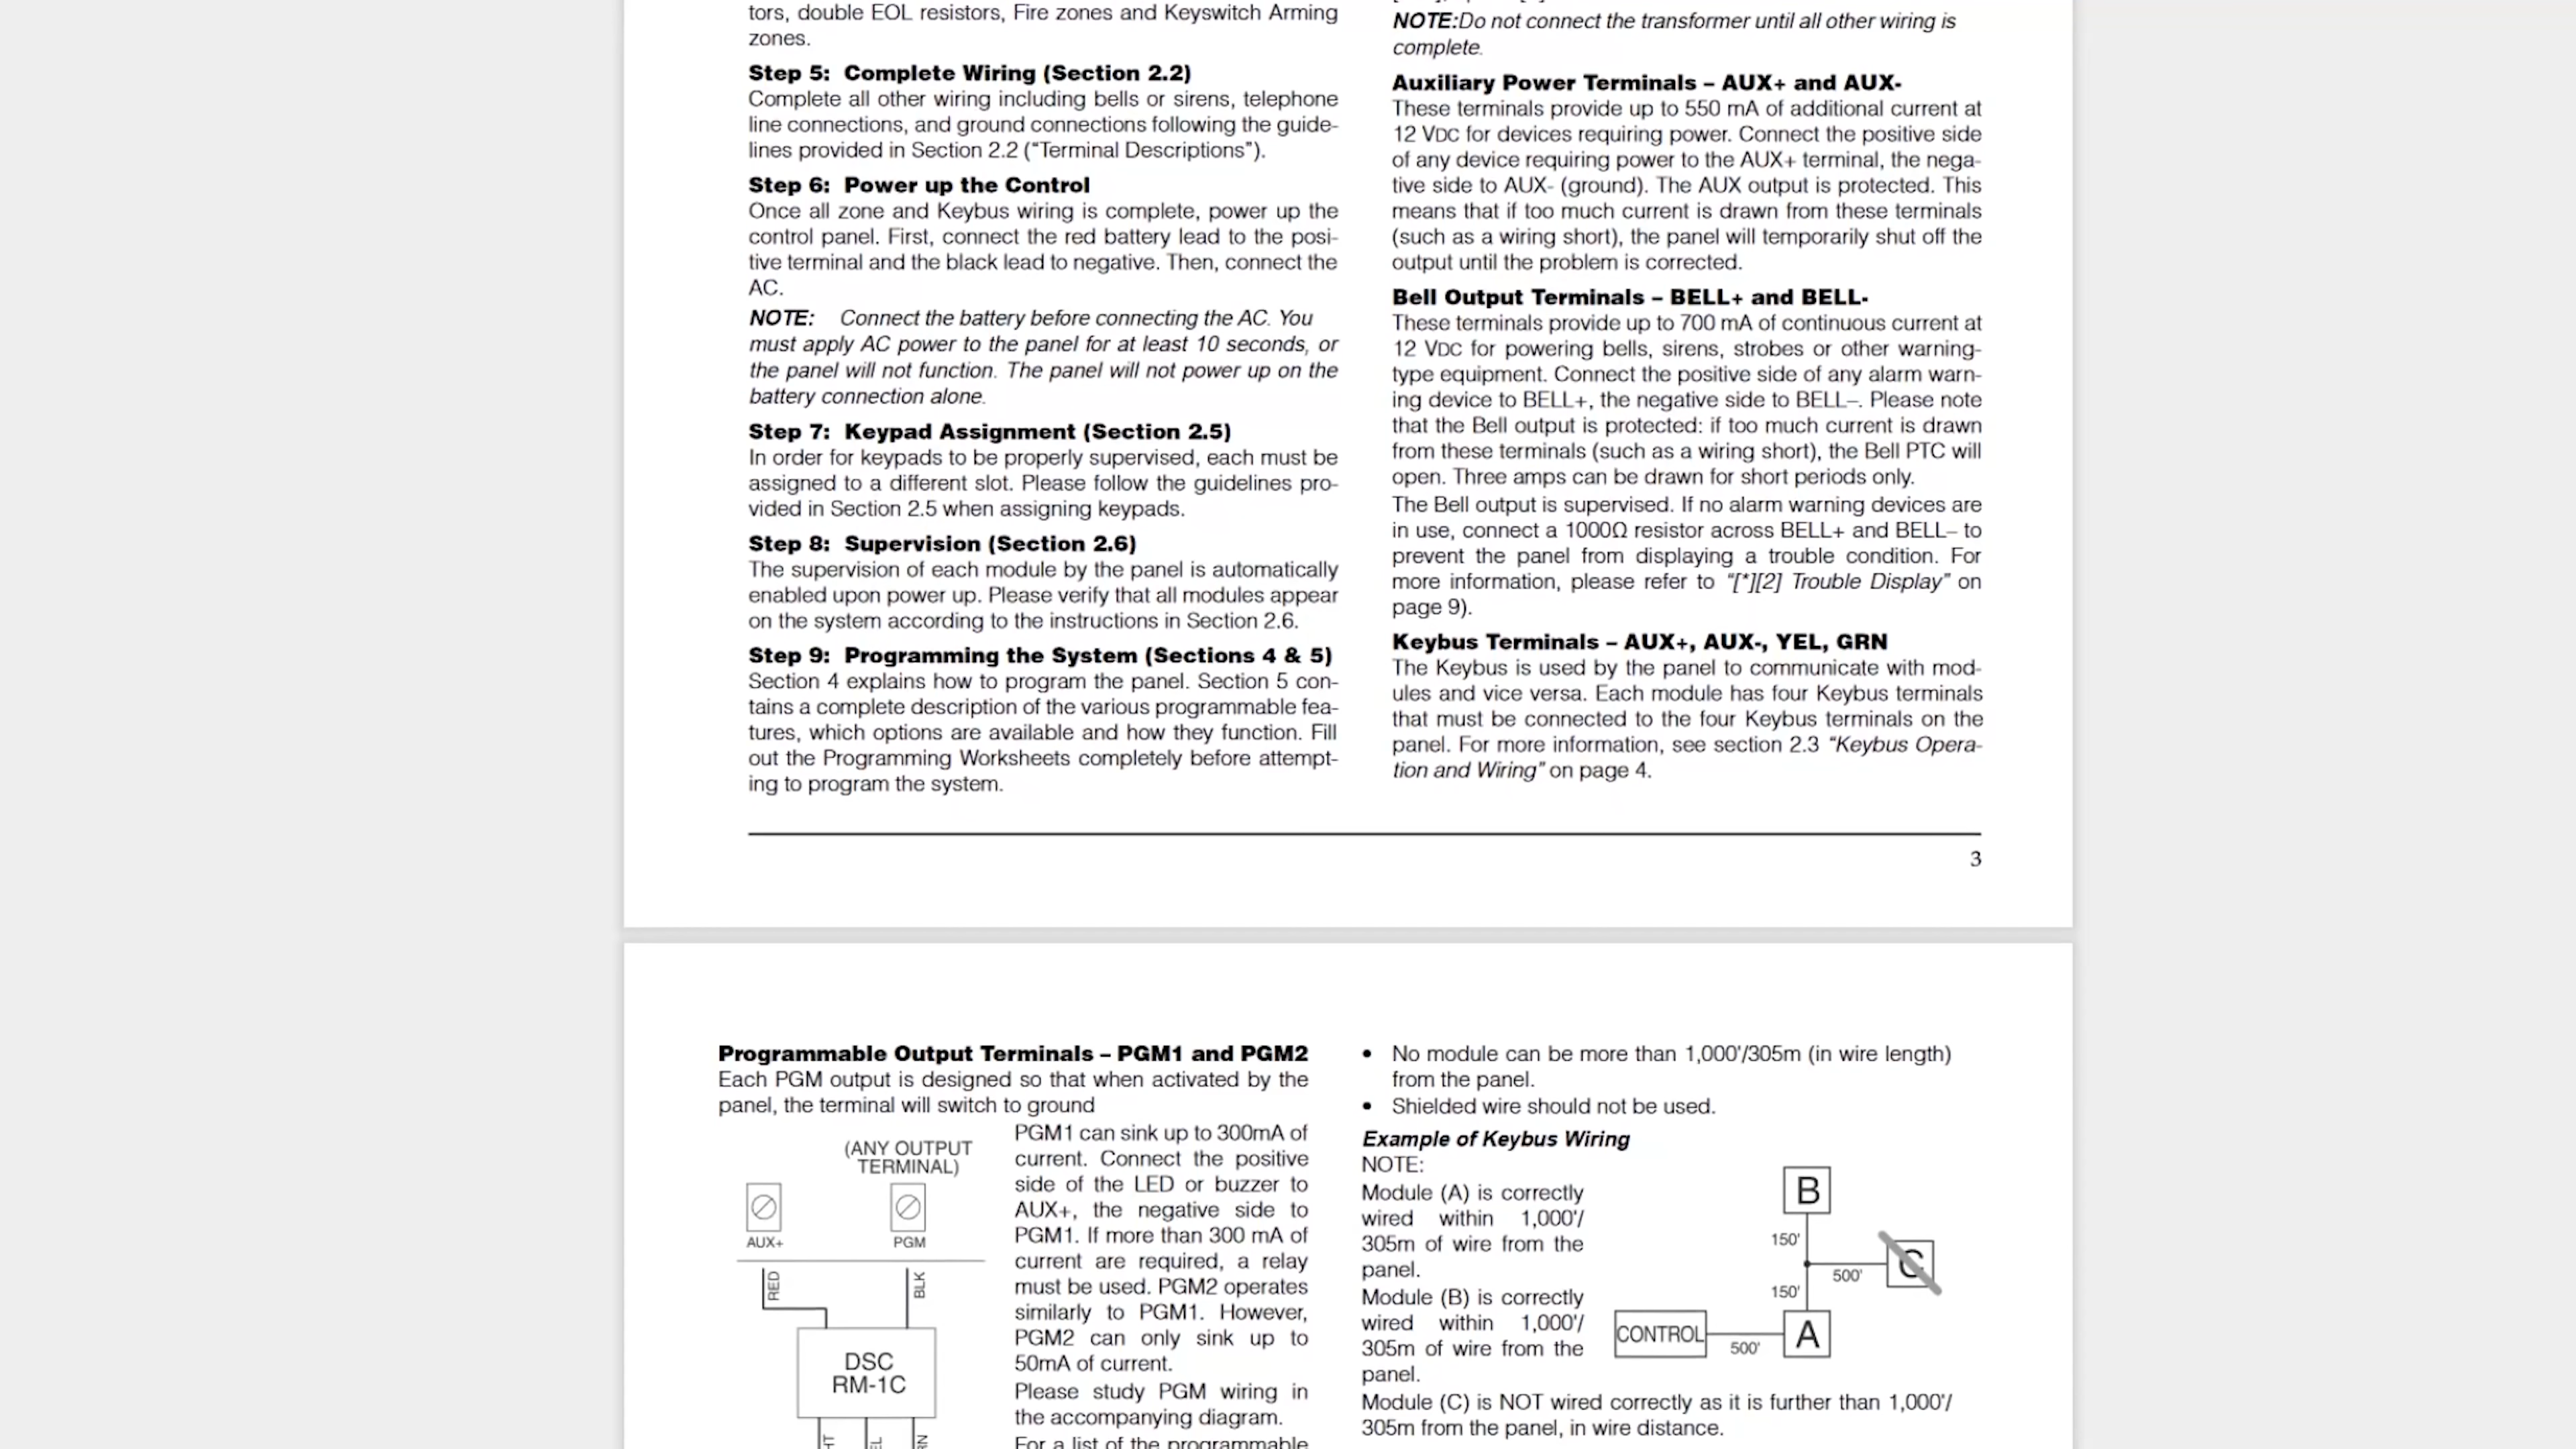 tors, double EOL resistors, Fire zones and Keyswitch Arming
zones.
Step 5: Complete Wiring (Section 2.2)
Complete all other wiring including bells or sirens, telephone
line connections, and ground connections following the guide-
lines provided in Section 2.2 (“Terminal Descriptions”).
Step 6: Power up the Control
Once all zone and Keybus wiring is complete, power up the
control panel. First, connect the red battery lead to the posi-
tive terminal and the black lead to negative. Then, connect the
AC.
NOTE: Connect the battery before connecting the AC. You
must apply AC power to the panel for at least 10 seconds, or
the panel will not function. The panel will not power up on the
battery connection alone.
Step 7: Keypad Assignment (Section 2.5)
In order for keypads to be properly supervised, each must be
assigned to a different slot. Please follow the guidelines pro-
vided in Section 2.5 when assigning keypads.
Step 8: Supervision (Section 2.6)
The supervision of each module by the panel is automatically
enabled upon power up. Please verify that all modules appear
on the system according to the instructions in Section 2.6.
Step 9: Programming the System (Sections 4 & 5)
Section 4 explains how to program the panel. Section 5 con-
tains a complete description of the various programmable fea-
tures, which options are available and how they function. Fill
out the Programming Worksheets completely before attempt-
ing to program the system.
NOTE:Do not connect the transformer until all other wiring is
complete.
Auxiliary Power Terminals – AUX+ and AUX-
These terminals provide up to 550 mA of additional current at
12 VDC for devices requiring power. Connect the positive side
of any device requiring power to the AUX+ terminal, the nega-
tive side to AUX- (ground). The AUX output is protected. This
means that if too much current is drawn from these terminals
(such as a wiring short), the panel will temporarily shut off the
output until the problem is corrected.
Bell Output Terminals – BELL+ and BELL-
These terminals provide up to 700 mA of continuous current at
12 VDC for powering bells, sirens, strobes or other warning-
type equipment. Connect the positive side of any alarm warn-
ing device to BELL+, the negative side to BELL–. Please note
that the Bell output is protected: if too much current is drawn
from these terminals (such as a wiring short), the Bell PTC will
open. Three amps can be drawn for short periods only.
The Bell output is supervised. If no alarm warning devices are
in use, connect a 1000Ω resistor across BELL+ and BELL– to
prevent the panel from displaying a trouble condition. For
more information, please refer to “[*][2] Trouble Display” on
page 9).
Keybus Terminals – AUX+, AUX-, YEL, GRN
The Keybus is used by the panel to communicate with mod-
ules and vice versa. Each module has four Keybus terminals
that must be connected to the four Keybus terminals on the
panel. For more information, see section 2.3 “Keybus Opera-
tion and Wiring” on page 4.
3
Programmable Output Terminals – PGM1 and PGM2
Each PGM output is designed so that when activated by the
panel, the terminal will switch to ground
(ANY OUTPUT
TERMINAL)
AUX+
PGM
RED
BLK
DSC
RM-1C
PGM1 can sink up to 300mA of
current. Connect the positive
side of the LED or buzzer to
AUX+, the negative side to
PGM1. If more than 300 mA of
current are required, a relay
must be used. PGM2 operates
similarly to PGM1. However,
PGM2 can only sink up to
50mA of current.
Please study PGM wiring in
the accompanying diagram.
For a list of the programmable
• No module can be more than 1,000'/305m (in wire length)
from the panel.
• Shielded wire should not be used.
Example of Keybus Wiring
NOTE:
Module (A) is correctly
wired within 1,000'/
305m of wire from the
panel.
Module (B) is correctly
wired within 1,000'/
305m of wire from the
panel.
B
150'
C
500'
150'
CONTROL
500'
A
Module (C) is NOT wired correctly as it is further than 1,000'/
305m from the panel, in wire distance.